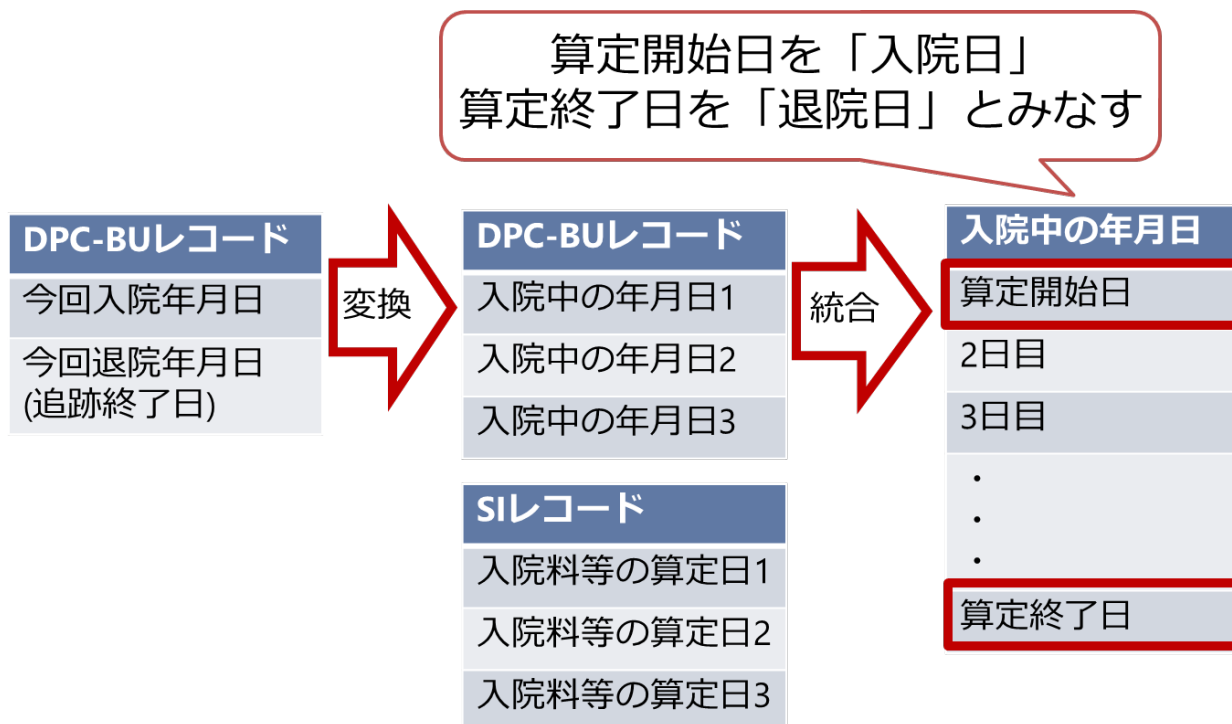 算定開始日を「入院日」
算定終了日を「退院日」とみなす
DPC-BUレコード
今回入院年月日
今回退院年月日
(追跡終了日)
変換
DPC-BUレコード
入院中の年月日1
入院中の年月日2
入院中の年月日3
SIレコード
入院料等の算定日1
入院料等の算定日2
入院料等の算定日3
統合
入院中の年月日
算定開始日
2日目
3日目
・
・
・
算定終了日